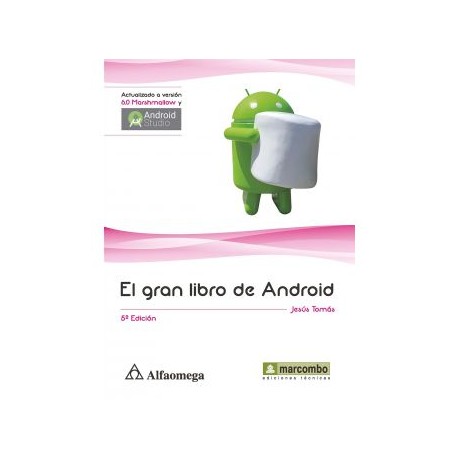 Actualizado a versión
6.0 Marshmallow y
Android
Studio
El gran libro de Android
Jesús Tomás
5ª Edición
Alfaomega
marcombo
ediciones técnicas